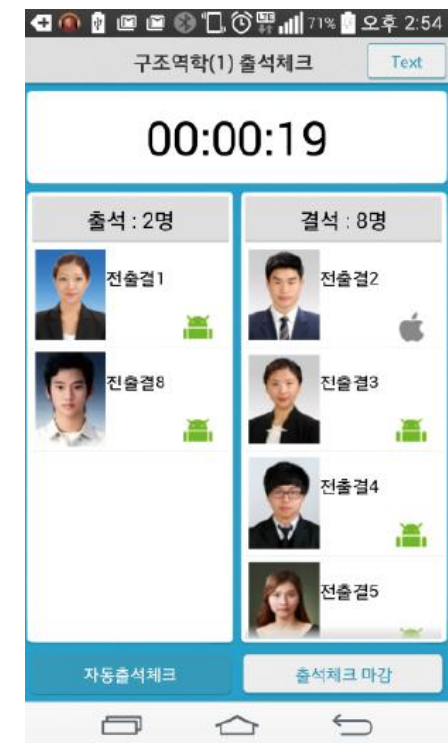 71% 오후 2:54
구조역학(1) 출석체크
Text
00:00:19
출석 : 2명
결석 : 8명
전출결1
진출결8
전출결2
전출결3
전출결4
전출결5
자동출석체크
출석체크 마감